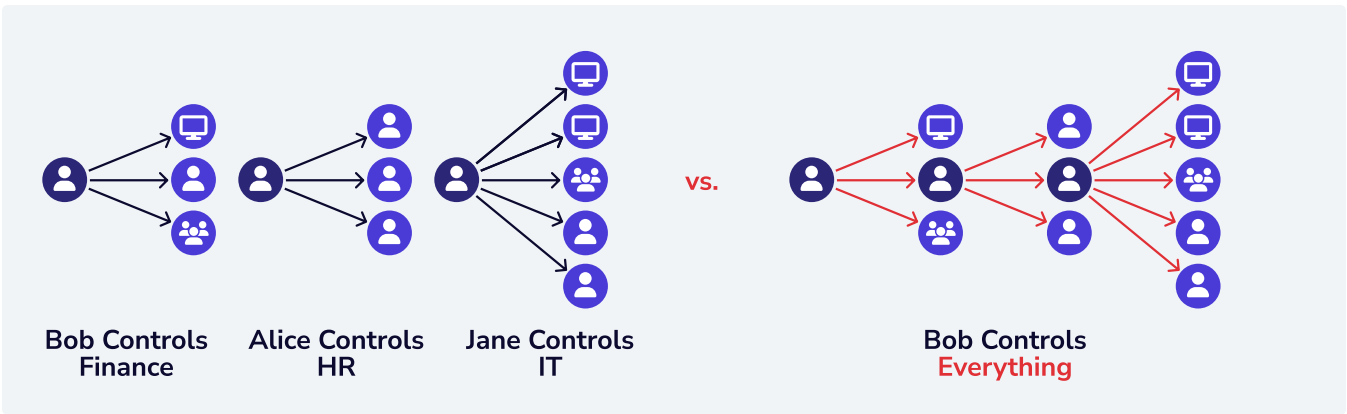 Bob Controls
Finance
Alice Controls
HR
Jane Controls
IT
vs.
Bob Controls
Everything